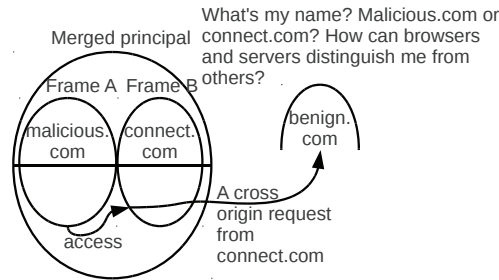 What's my name? Malicious.com or
connect.com? How can browsers
and servers distinguish me from
others?
Merged principal
Frame A Frame B
malicious.
com
connect.
com
benign.
com
access
A cross
origin request
from
connect.com